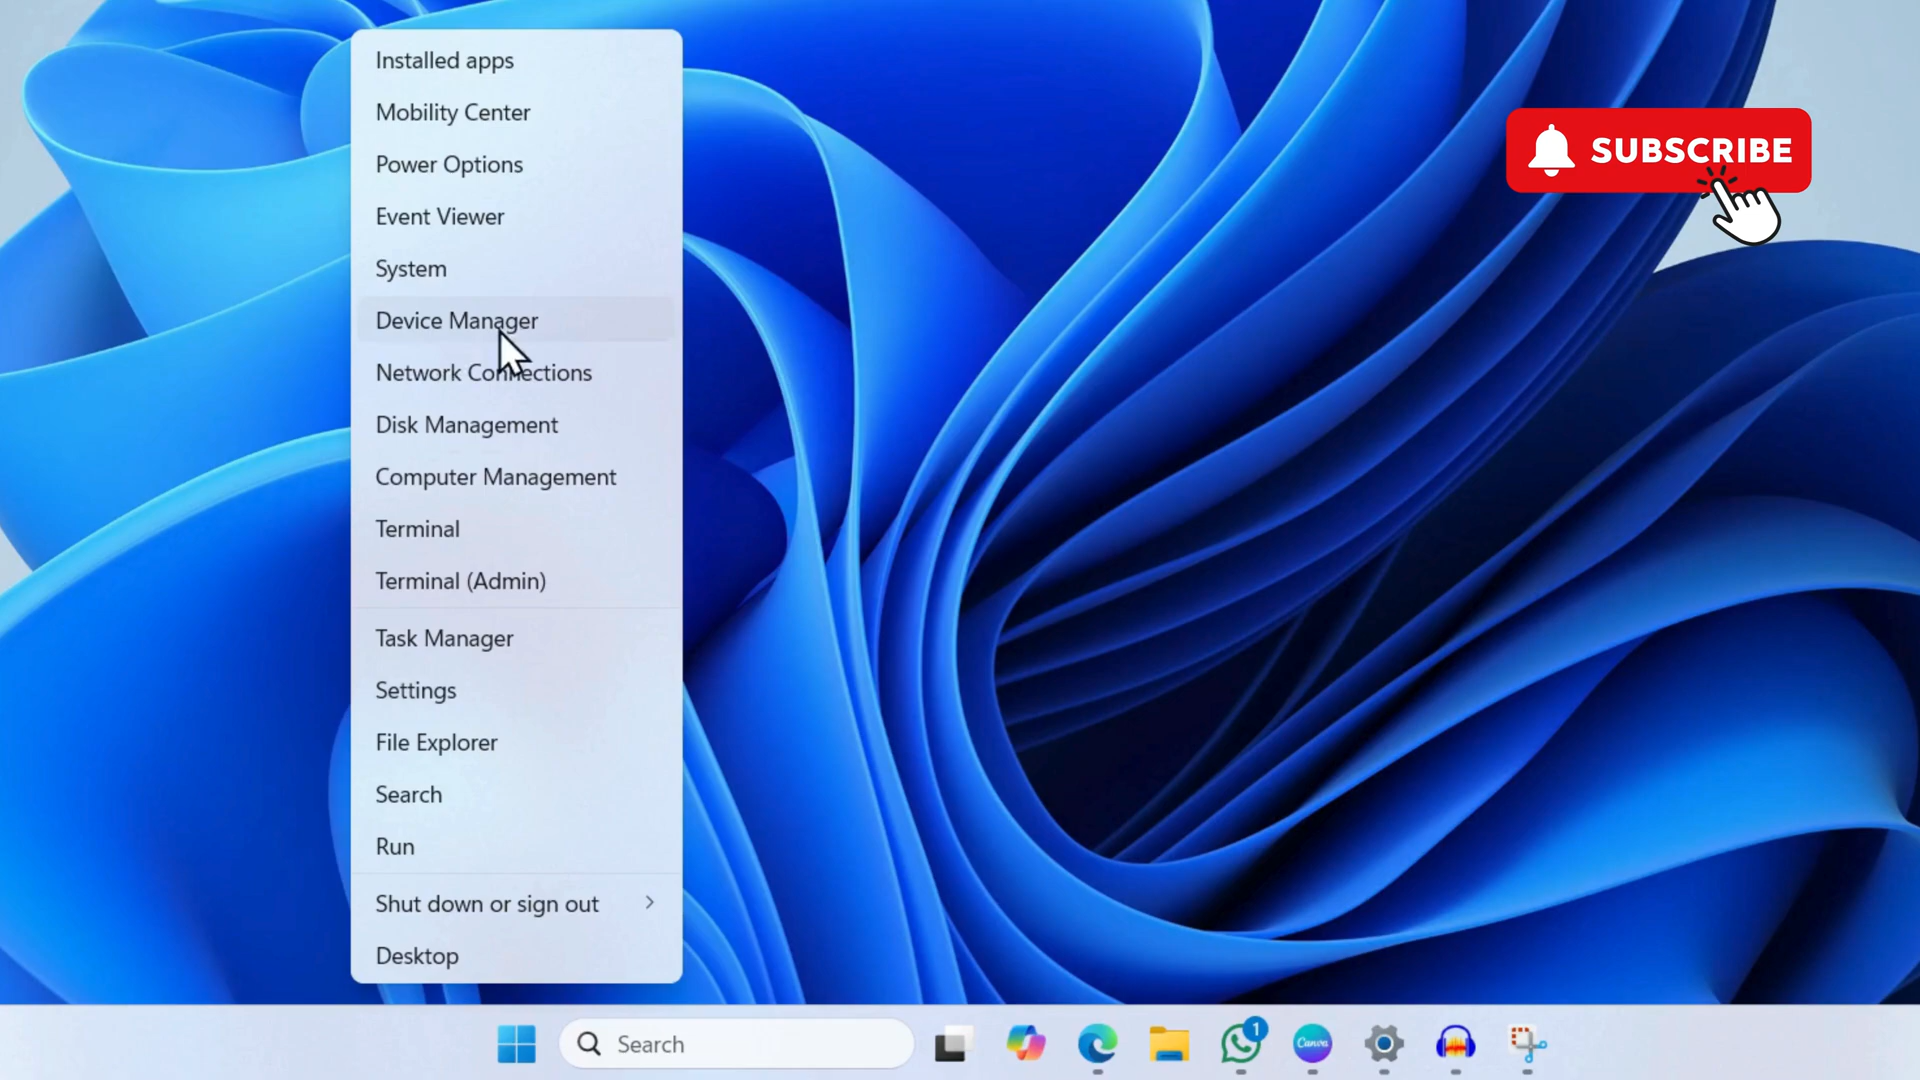 Installed apps
Mobility Center
Power Options
Event Viewer
System
Device Manager
Network Connections
Disk Management
Computer Management
Terminal
Terminal (Admin)
Task Manager
Settings
File Explorer
Search
Run
Shut down or sign out
Desktop
SUBSCRIBE
Search
1
Canva